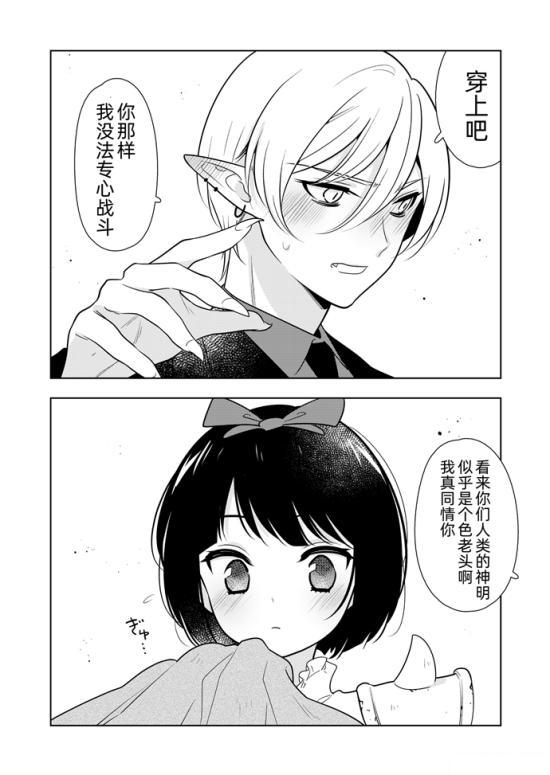 穿上吧
你那样
我没法专心战斗
看来你们人类的神明
似乎是个色老头啊
我真同情你
ぎゅ…